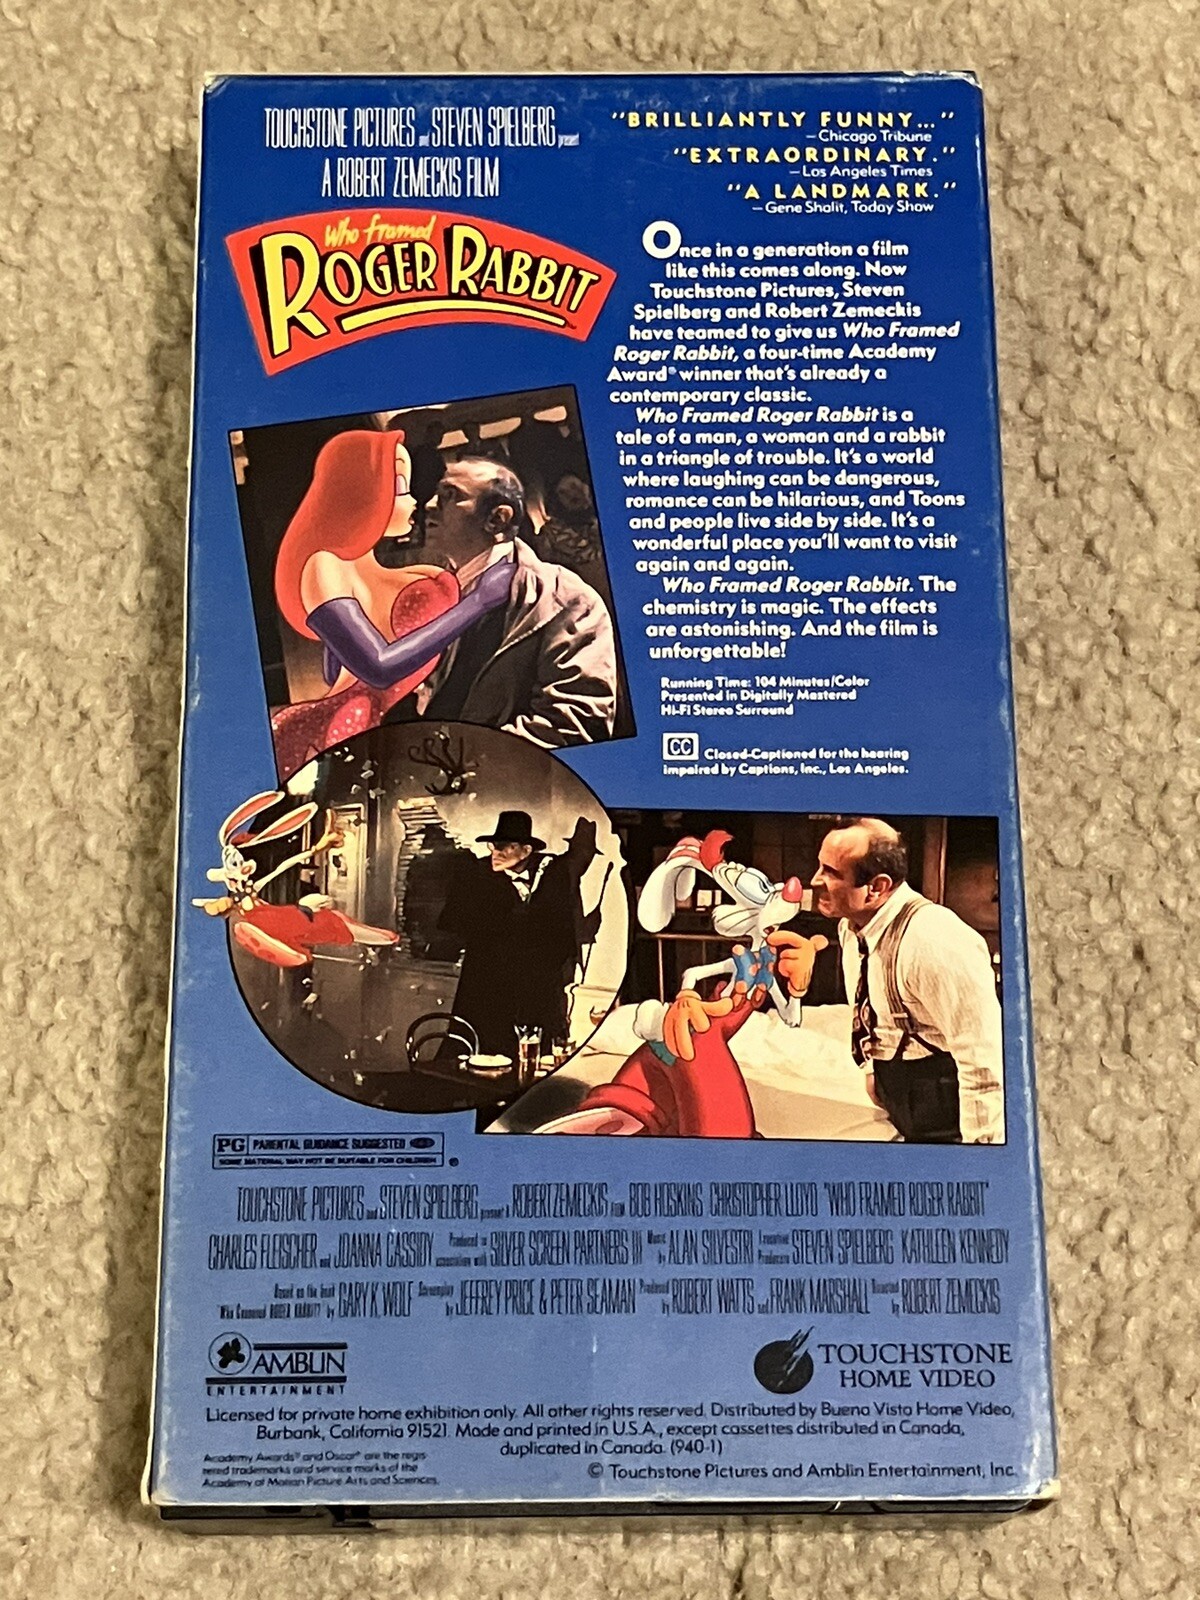 TOUCHSTONE PICTURES and STEVEN SPIELBERG present
A ROBERT ZEMECKIS FILM
Who Framed
ROGER RABBIT
"BRILLIANTLY FUNNY..."
—Chicago Tribune
"EXTRAORDINARY."
—Los Angeles Times
"A LANDMARK."
—Gene Shalit, Today Show
Once in a generation a film
like this comes along. Now
Touchstone Pictures, Steven
Spielberg and Robert Zemeckis
have teamed to give us Who Framed
Roger Rabbit, a four-time Academy
Award® winner that's already a
contemporary classic.
Who Framed Roger Rabbit is a
tale of a man, a woman and a rabbit
in a triangle of trouble. It's a world
where laughing can be dangerous,
romance can be hilarious, and Toons
and people live side by side. It's a
wonderful place you'll want to visit
again and again.
Who Framed Roger Rabbit. The
chemistry is magic. The effects
are astonishing. And the film is
unforgettable!
Running Time: 104 Minutes/Color
Presented in Digitally Mastered
Hi-Fi Stereo Surround
CC Closed-Captioned for the hearing
impaired by Captions, Inc., Los Angeles.
PG PARENTAL GUIDANCE SUGGESTED
SOME MATERIAL MAY NOT BE SUITABLE FOR CHILDREN ®
TOUCHSTONE PICTURES and STEVEN SPIELBERG present A ROBERT ZEMECKIS FILM BOB HOSKINS CHRISTOPHER LLOYD "WHO FRAMED ROGER RABBIT"
CHARLES FLEISCHER and JOANNA CASSIDY Produced in association with SILVER SCREEN PARTNERS III Music by ALAN SILVESTRI Executive Producers STEVEN SPIELBERG KATHLEEN KENNEDY
Based on the book "Who Censored ROGER RABBIT?" by GARY K. WOLF Screenplay by JEFFREY PRICE & PETER SEAMAN Produced by ROBERT WATTS and FRANK MARSHALL Directed by ROBERT ZEMECKIS
AMBLIN
ENTERTAINMENT
TOUCHSTONE
HOME VIDEO
Licensed for private home exhibition only. All other rights reserved. Distributed by Buena Vista Home Video,
Burbank, California 91521. Made and printed in U.S.A., except cassettes distributed in Canada,
duplicated in Canada. (940-1)
Academy Awards® and Oscar® are the regis-
tered trademarks and service marks of the
Academy of Motion Picture Arts and Sciences.
© Touchstone Pictures and Amblin Entertainment, Inc.